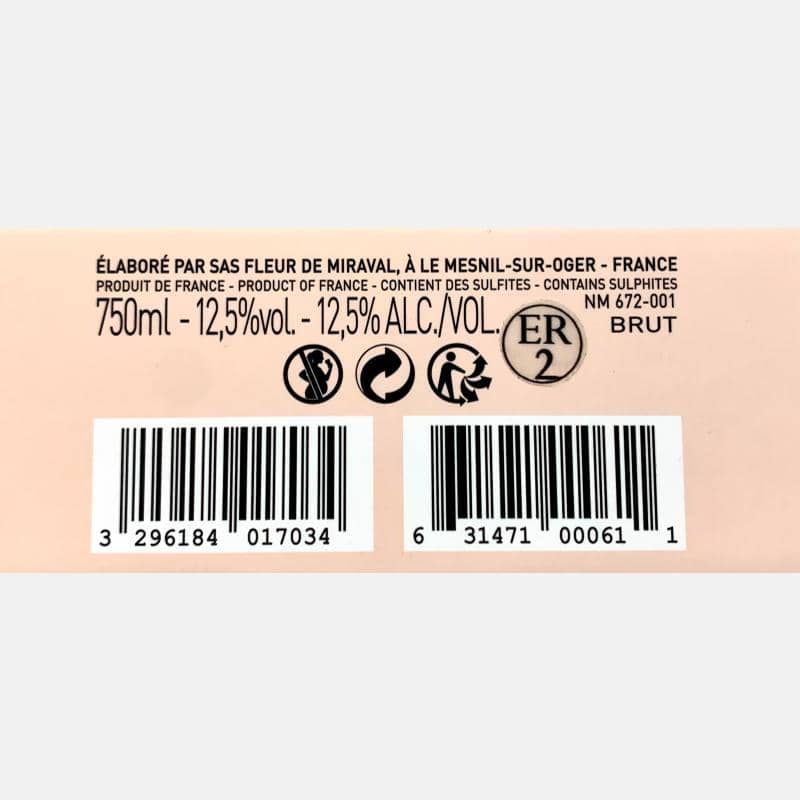 ÉLABORÉ PAR SAS FLEUR DE MIRAVAL, À LE MESNIL-SUR-OGER - FRANCE
PRODUIT DE FRANCE - PRODUCT OF FRANCE - CONTIENT DES SULFITES - CONTAINS SULPHITES
750ml - 12,5%vol. - 12,5% ALC./VOL.
NM 672-001
BRUT
ER
2
3 296184 017034
6 31471 00061 1